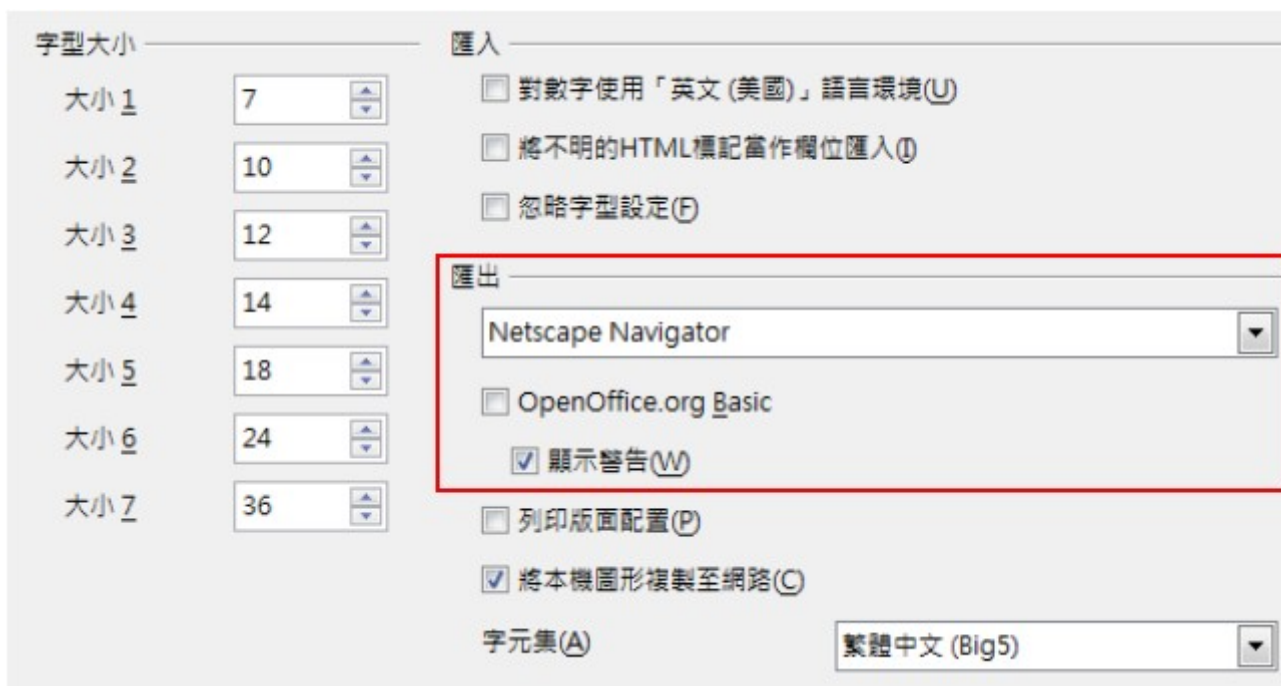 字型大小
大小 1 7
大小 2 10
大小 3 12
大小 4 14
大小 5 18
大小 6 24
大小 7 36
匯入
對數字使用「英文 (美國)」語言環境(U)
將不明的HTML標記當作欄位匯入(I)
忽略字型設定(F)
匯出
Netscape Navigator
OpenOffice.org Basic
顯示警告(W)
列印版面配置(P)
將本機圖形複製至網路(C)
字元集(A) 繁體中文 (Big5)